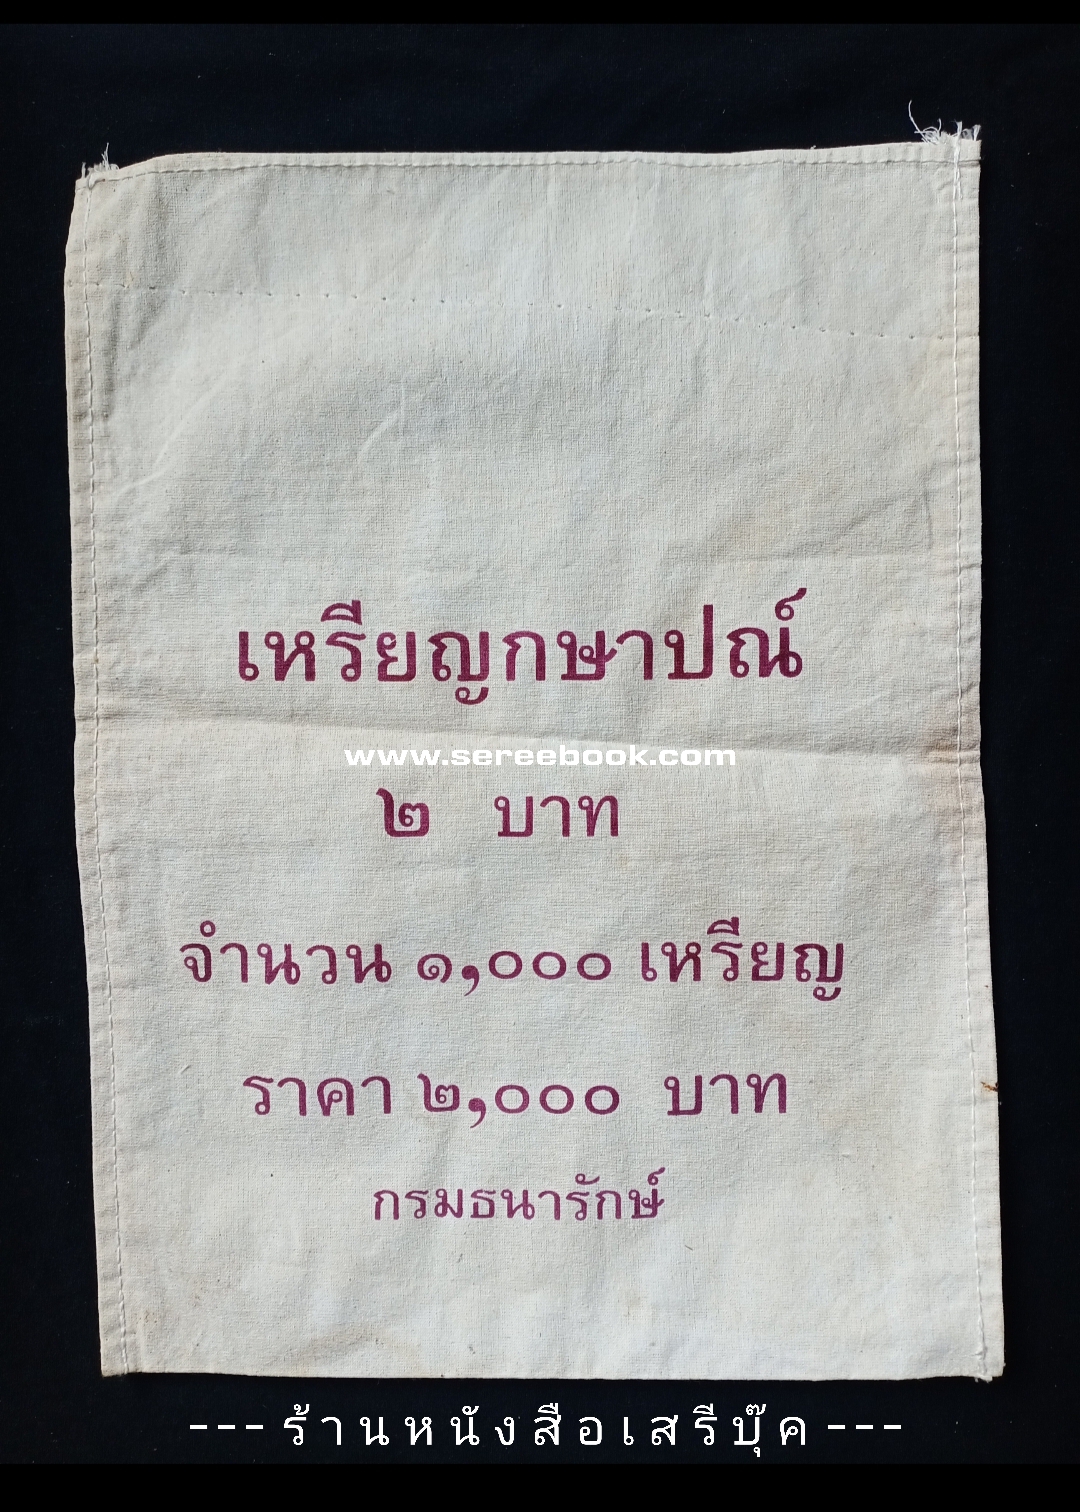 เหรียญกษาปณ์
www.sereebook.com
๒ บาท
จำนวน ๑,๐๐๐ เหรียญ
ราคา ๒,๐๐๐ บาท
กรมธนารักษ์
--- ร้านหนังสือเสรีบุ๊ค ---